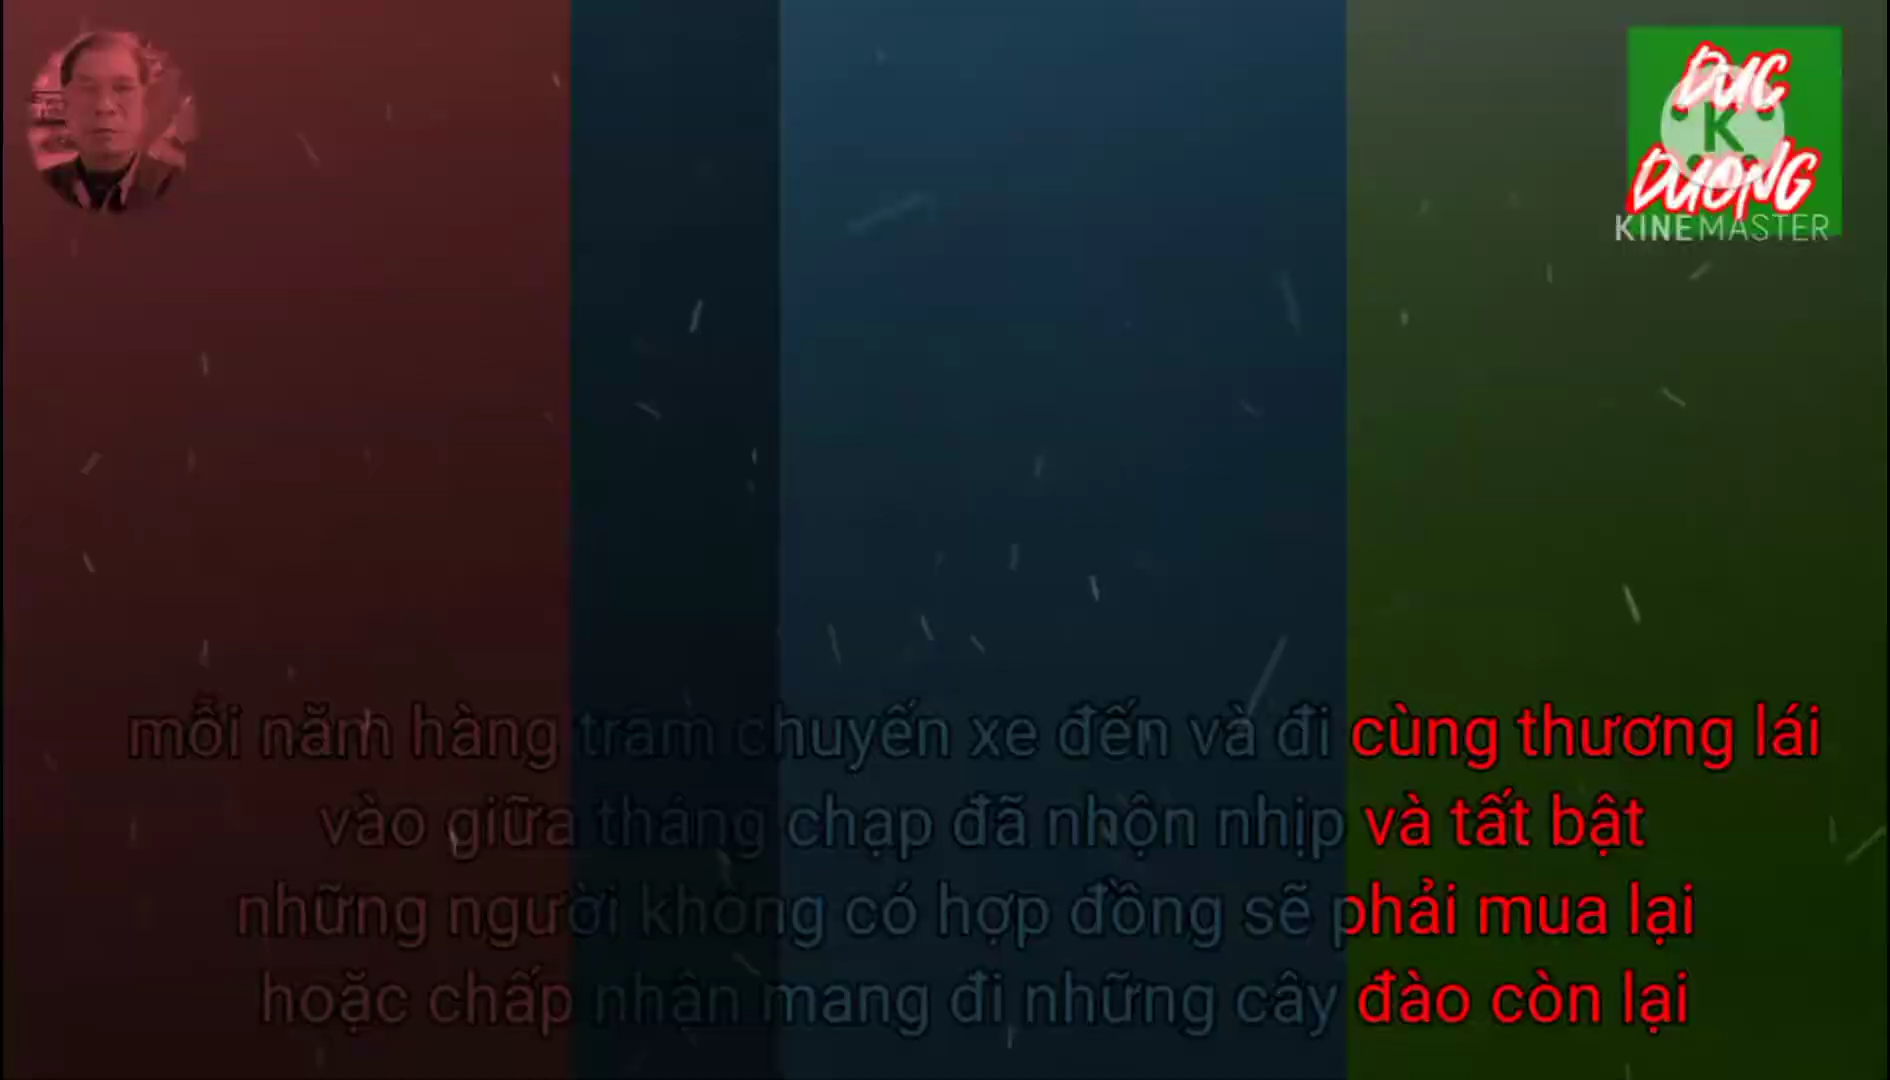 DUC
K
DUONG
KINEMASTER
mỗi năm hàng trăm chuyến xe đến và đi cùng thương lái
vào giữa tháng chạp đã nhộn nhịp và tất bật
những người không có hợp đồng sẽ phải mua lại
hoặc chấp nhận mang đi những cây đào còn lại